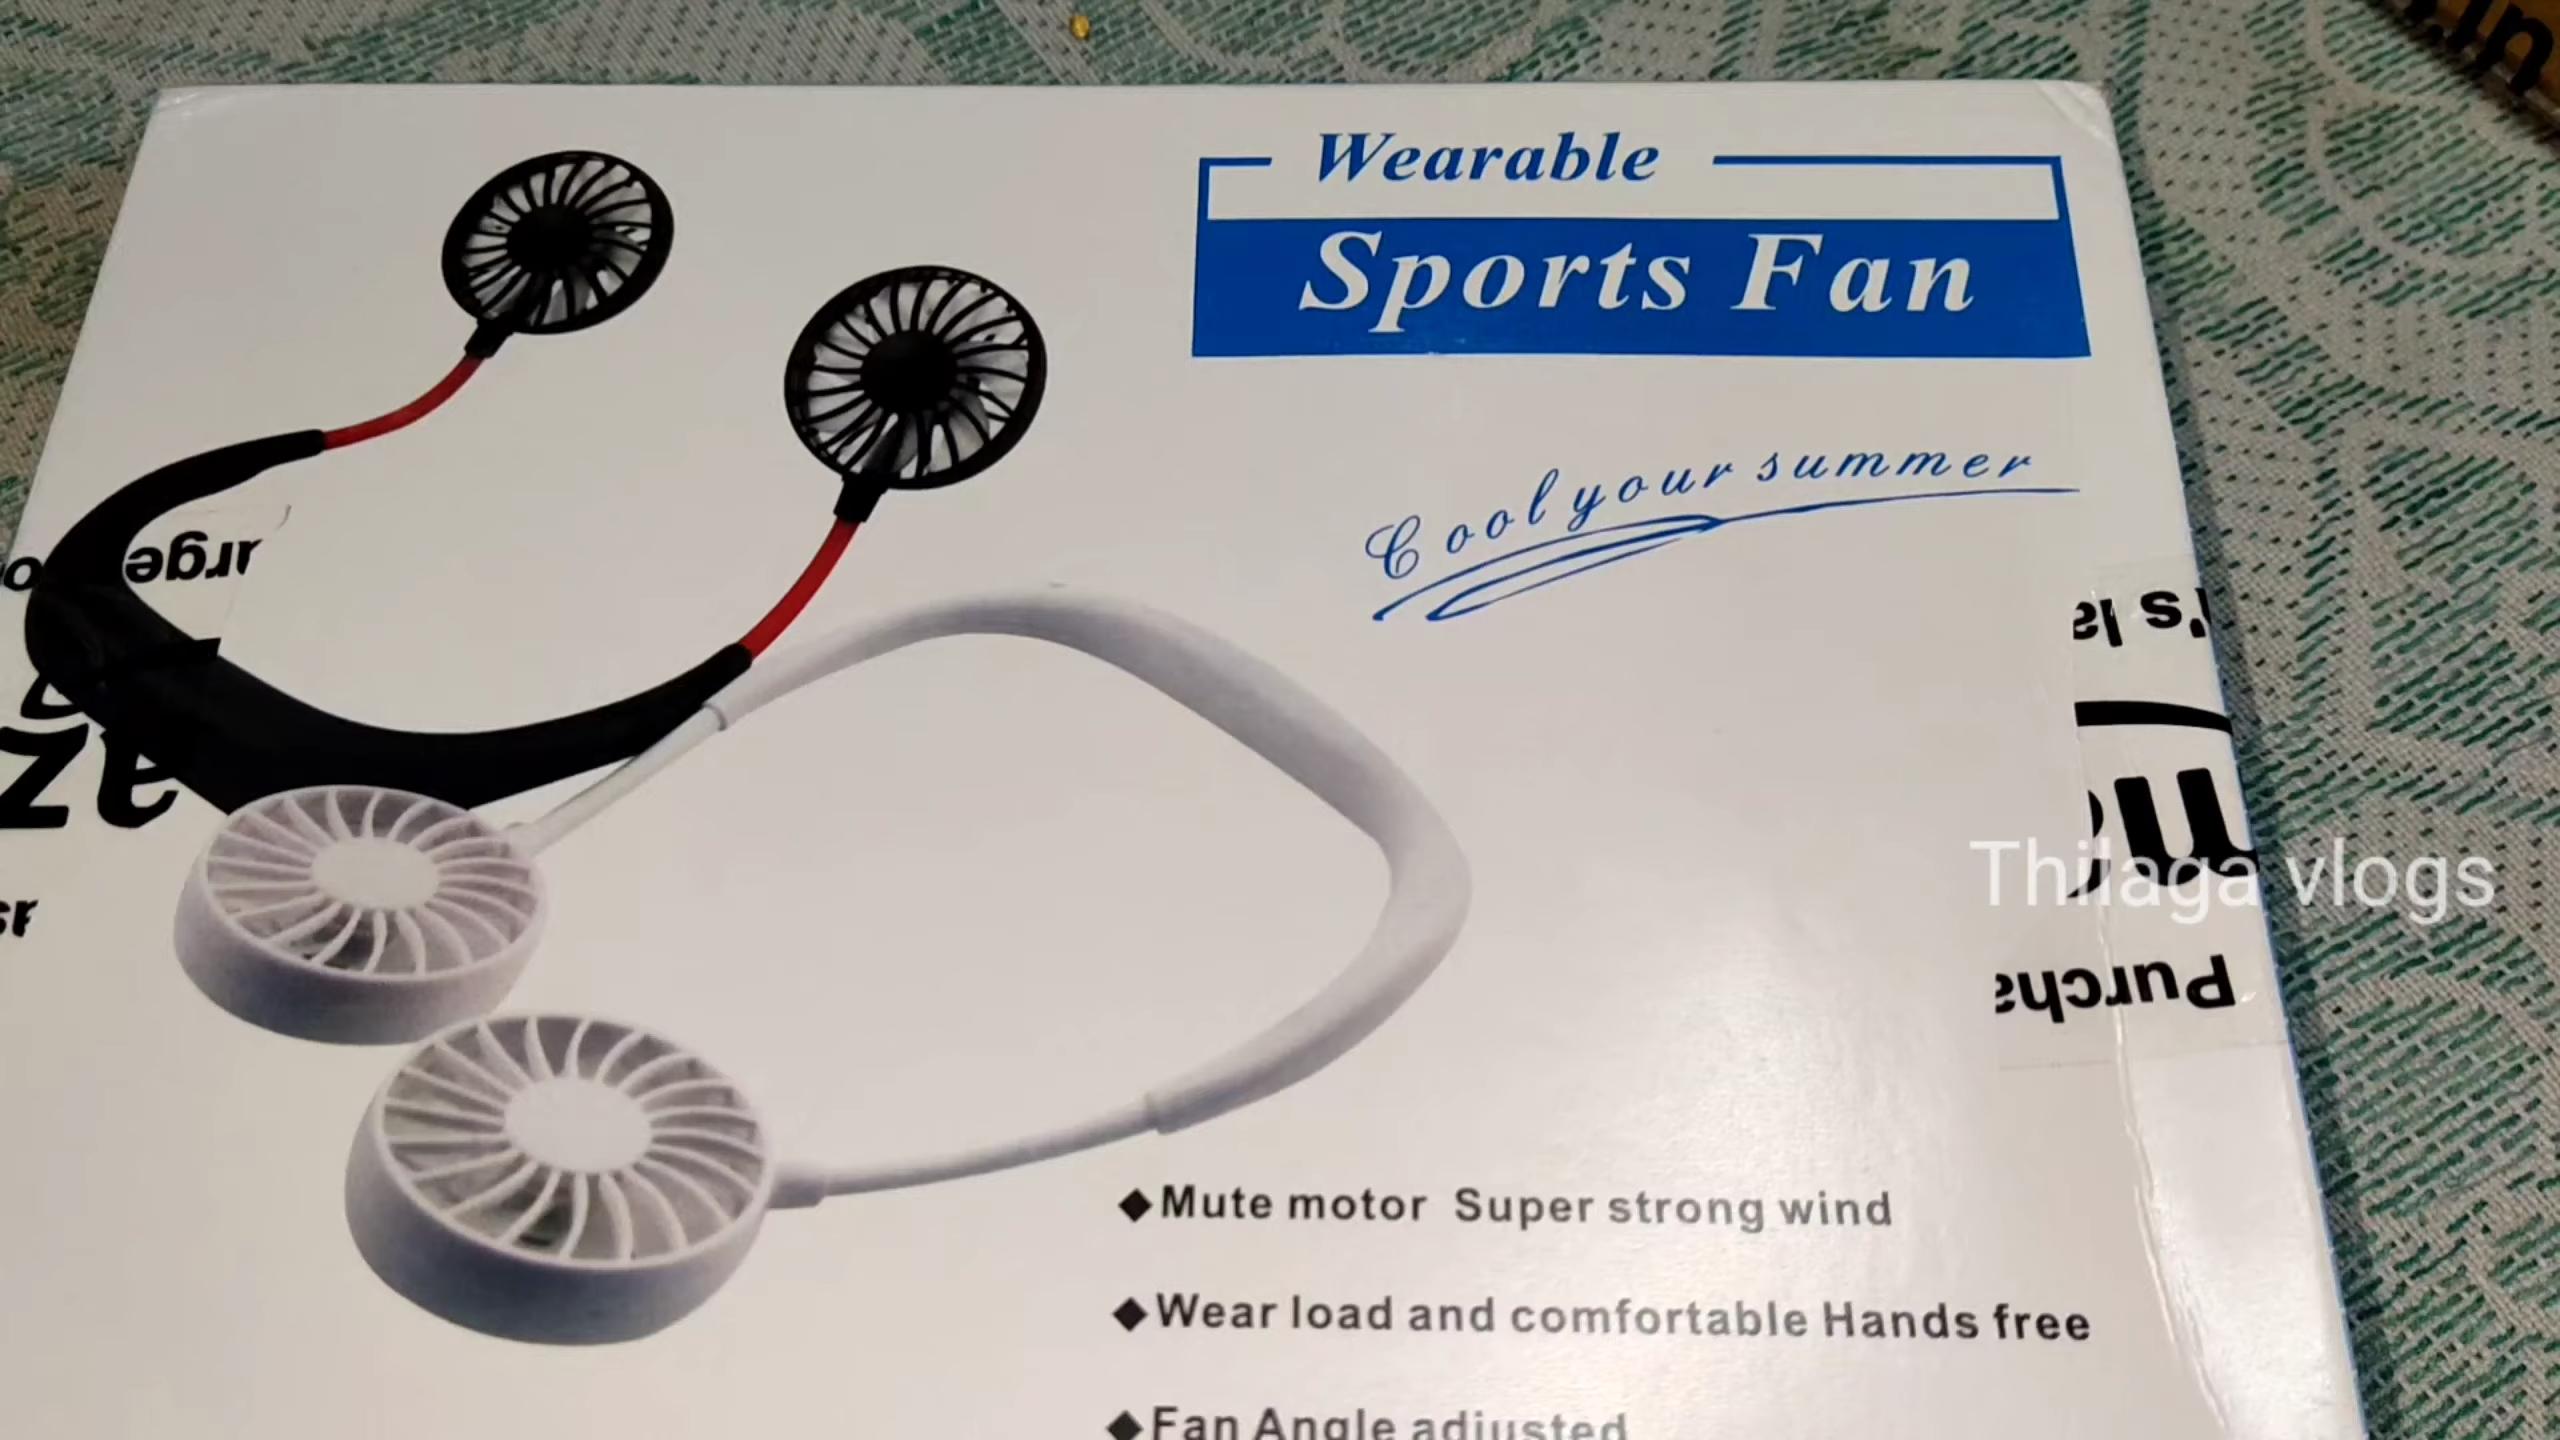 Wearable
Sports Fan
Cool your summer
Thilaga vlogs
Purcha
◆Mute motor Super strong wind
◆Wear load and comfortable Hands free
◆Fan Angle adjusted